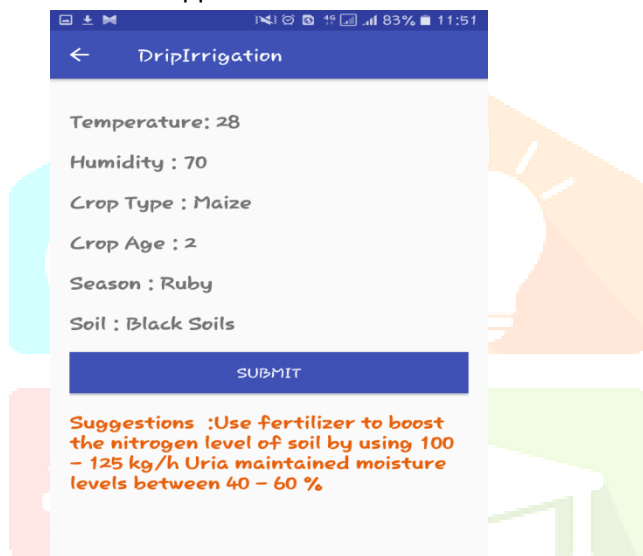 83% 11:51
DripIrrigation
Temperature: 28
Humidity : 70
Crop Type : Maize
Crop Age : 2
Season : Ruby
Soil : Black Soils
SUBMIT
Suggestions :Use fertilizer to boost
the nitrogen level of soil by using 100
– 125 kg/h Uria maintained moisture
levels between 40 – 60 %